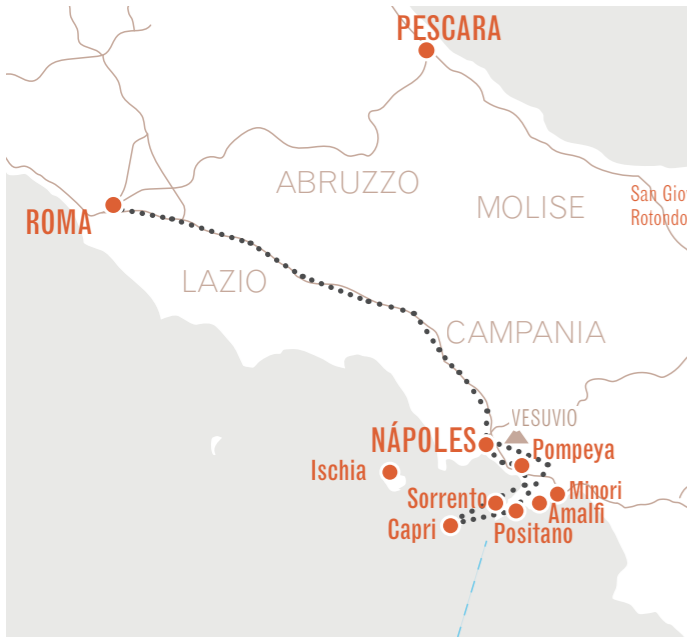 PESCARA
ABRUZZO
MOLISE
San Gio
Rotondo
ROMA
LAZIO
CAMPANIA
VESUVIO
NÁPOLES
Pompeya
Ischia
Sorrento
Minori
Amalfi
Capri
Positano